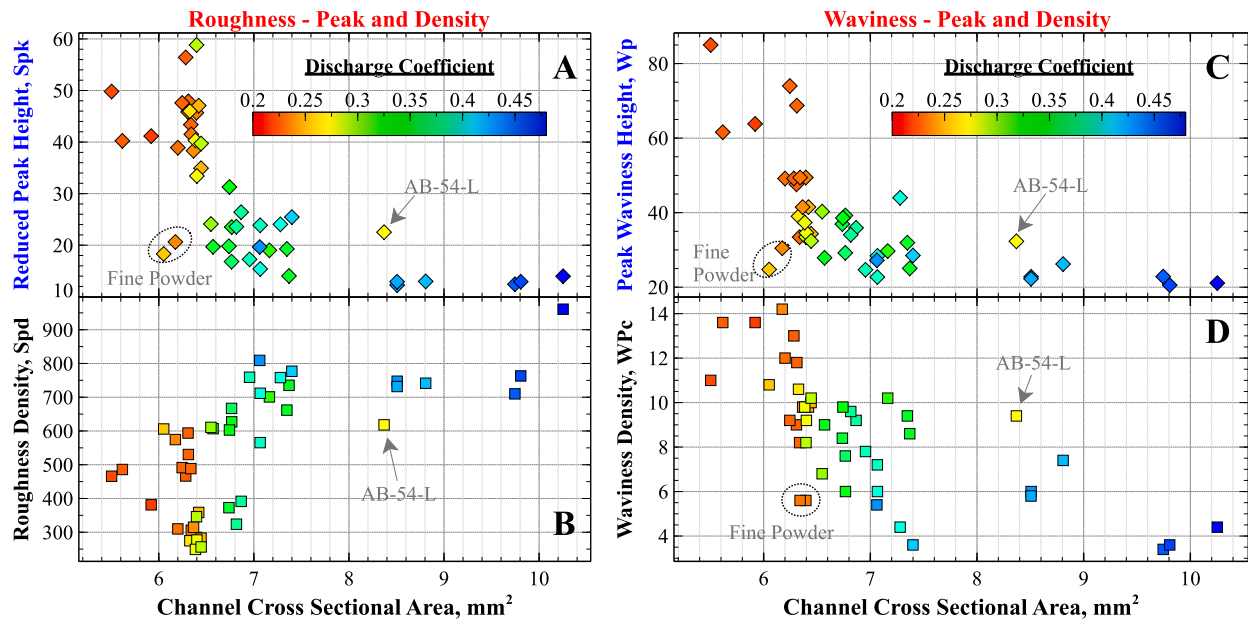 Roughness - Peak and Density
Reduced Peak Height, Spk
60
50
40
30
20
10
A
Discharge Coefficient
0.2 0.25 0.3 0.35 0.4 0.45
AB-54-L
Fine Powder
Roughness Density, Spd
900
800
700
600
500
400
300
B
AB-54-L
6 7 8 9 10
Channel Cross Sectional Area, mm²
Waviness - Peak and Density
Peak Waviness Height, Wp
80
60
40
20
C
Discharge Coefficient
0.2 0.25 0.3 0.35 0.4 0.45
AB-54-L
Fine
Powder
Waviness Density, WPc
14
12
10
8
6
4
D
AB-54-L
Fine Powder
6 7 8 9 10
Channel Cross Sectional Area, mm²